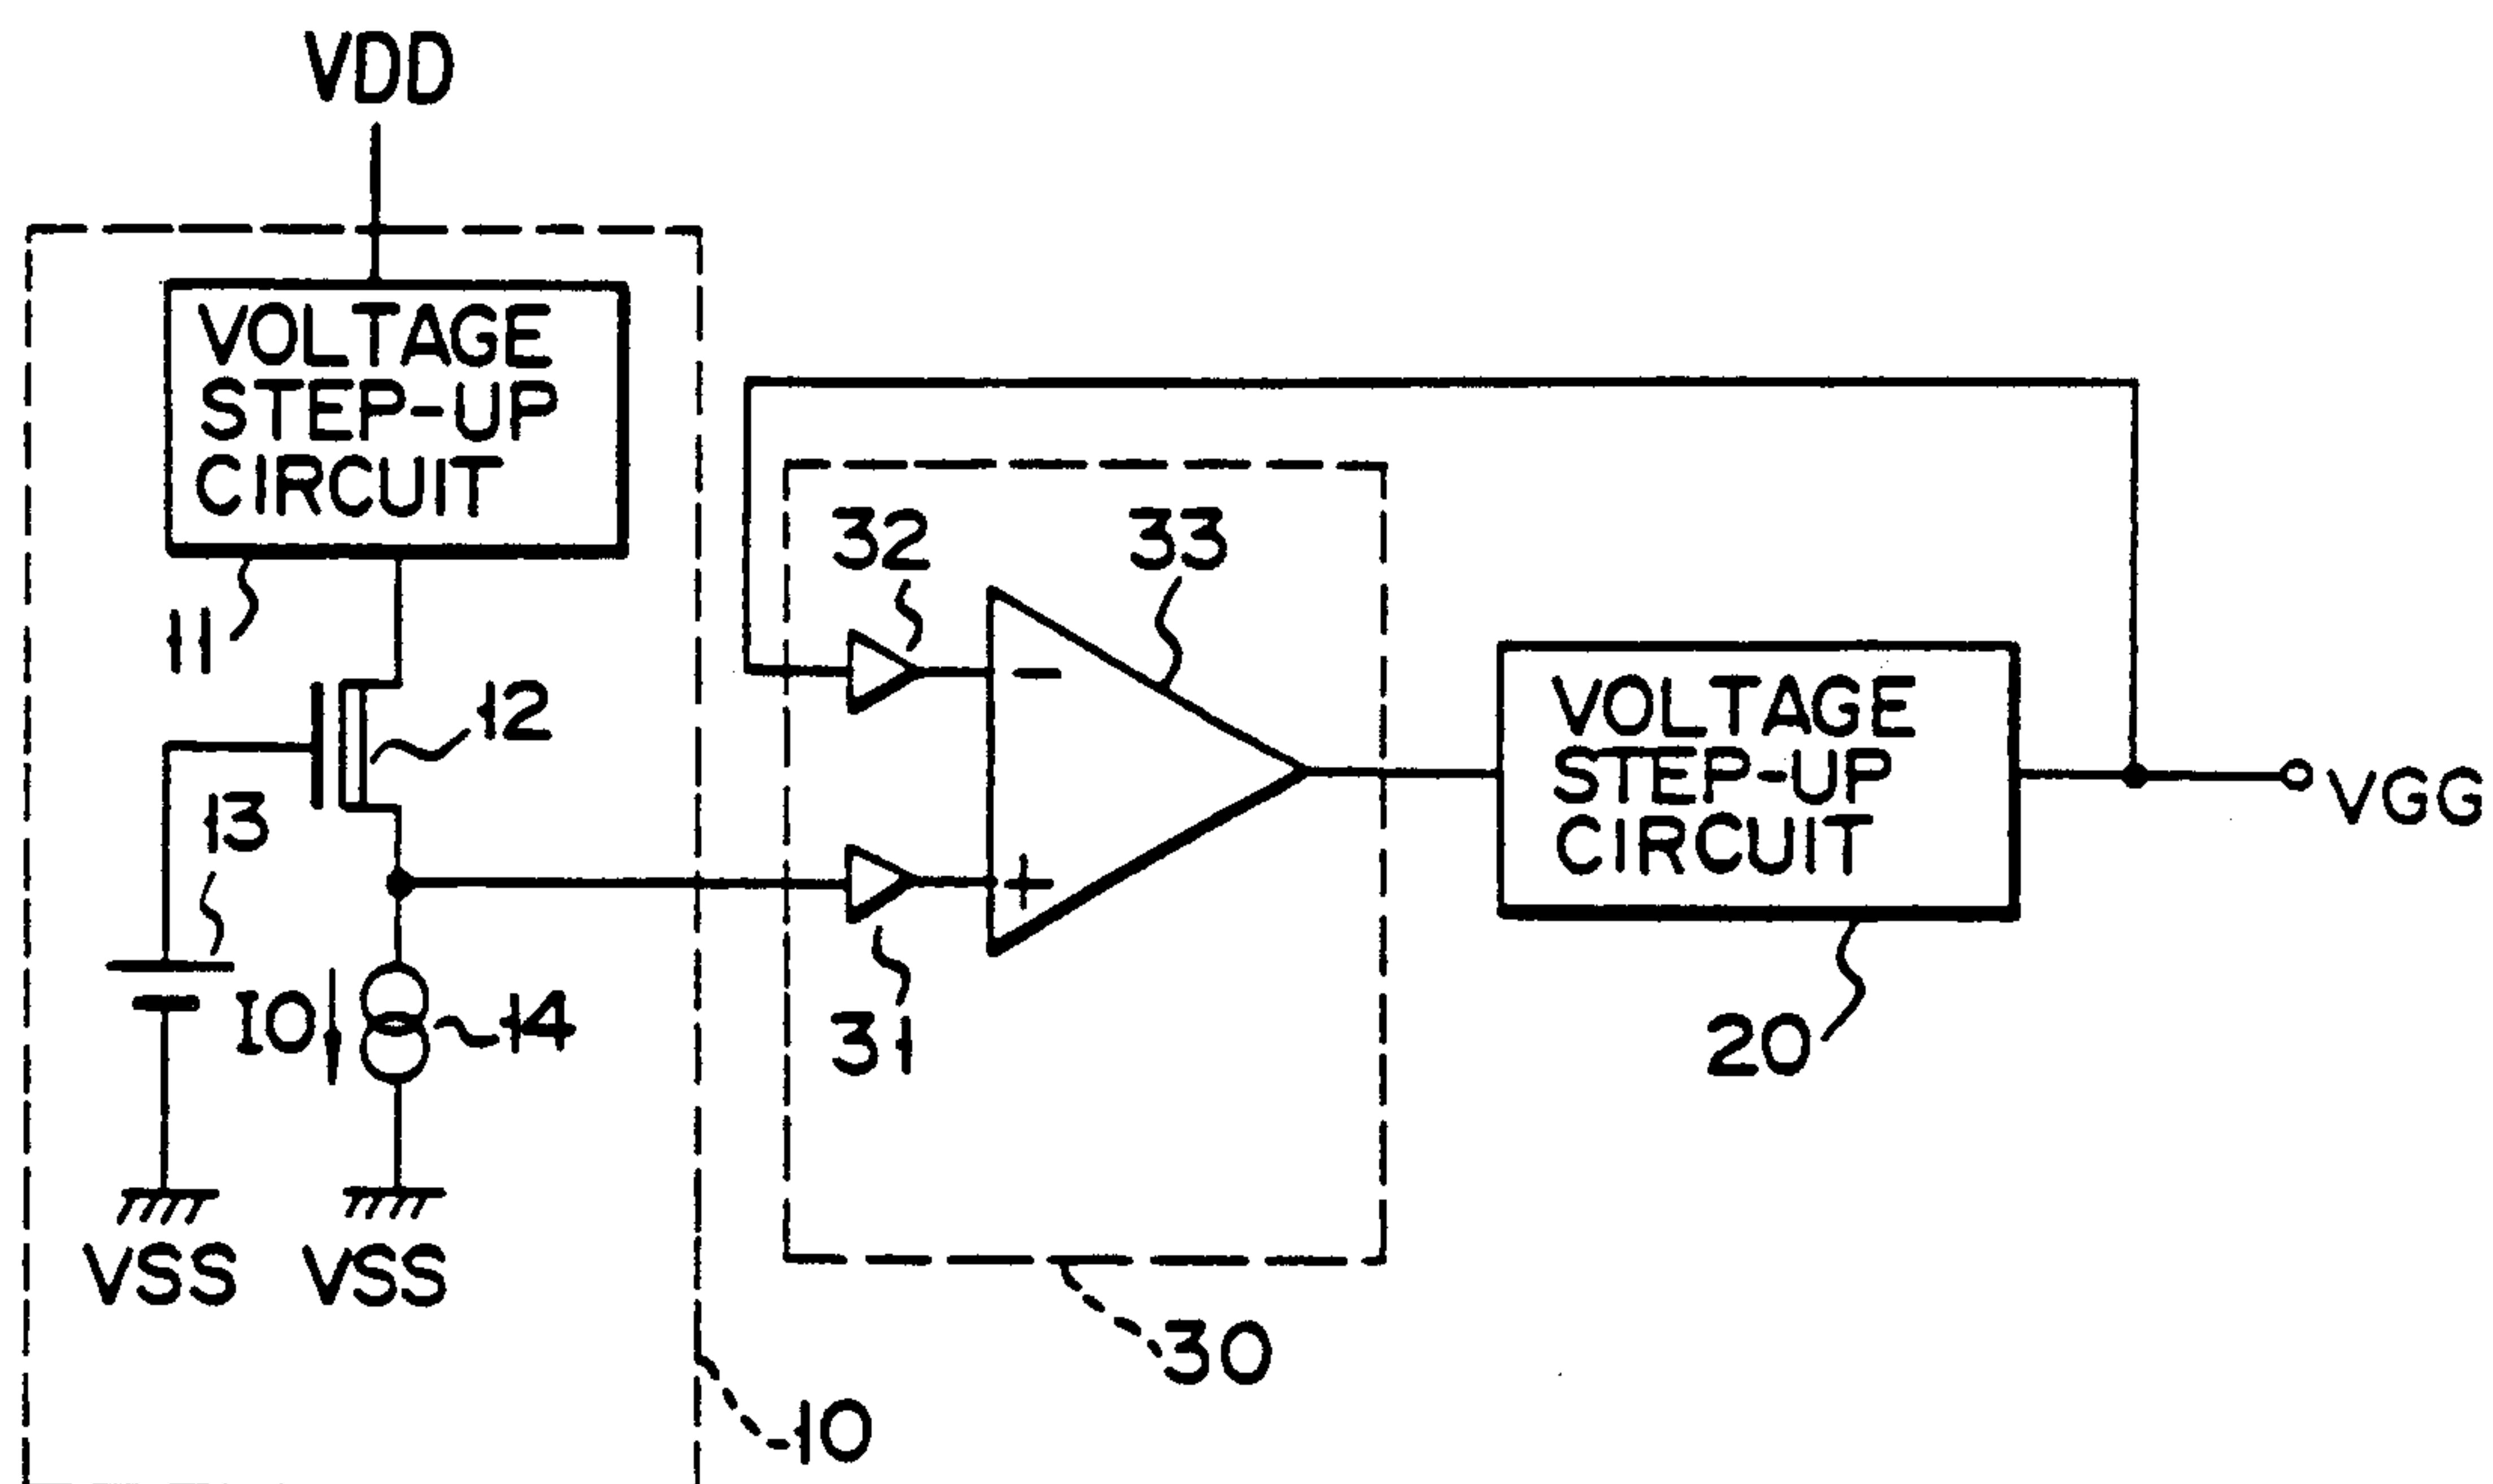 VDD
VOLTAGE
STEP-UP
CIRCUIT
11
12
13
IO
14
VSS
VSS
32
33
-
+
31
VOLTAGE
STEP-UP
CIRCUIT
VGG
20
30
10